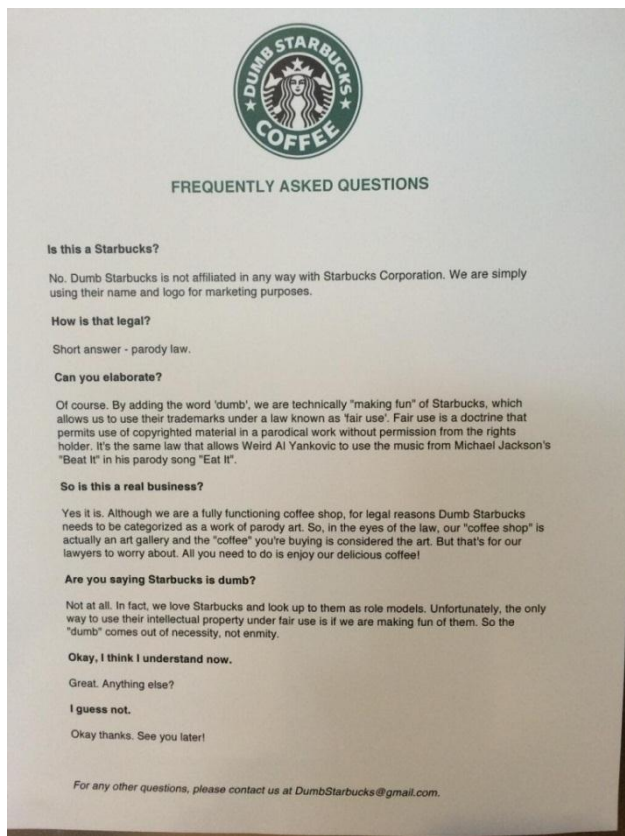 DUMB STARBUCKS
COFFEE
FREQUENTLY ASKED QUESTIONS
Is this a Starbucks?
No. Dumb Starbucks is not affiliated in any way with Starbucks Corporation. We are simply
using their name and logo for marketing purposes.
How is that legal?
Short answer - parody law.
Can you elaborate?
Of course. By adding the word 'dumb', we are technically "making fun" of Starbucks, which
allows us to use their trademarks under a law known as 'fair use'. Fair use is a doctrine that
permits use of copyrighted material in a parodical work without permission from the rights
holder. It's the same law that allows Weird Al Yankovic to use the music from Michael Jackson's
"Beat It" in his parody song "Eat It".
So is this a real business?
Yes it is. Although we are a fully functioning coffee shop, for legal reasons Dumb Starbucks
needs to be categorized as a work of parody art. So, in the eyes of the law, our "coffee shop" is
actually an art gallery and the "coffee" you're buying is considered the art. But that's for our
lawyers to worry about. All you need to do is enjoy our delicious coffee!
Are you saying Starbucks is dumb?
Not at all. In fact, we love Starbucks and look up to them as role models. Unfortunately, the only
way to use their intellectual property under fair use is if we are making fun of them. So the
"dumb" comes out of necessity, not enmity.
Okay, I think I understand now.
Great. Anything else?
I guess not.
Okay thanks. See you later!
For any other questions, please contact us at DumbStarbucks@gmail.com.